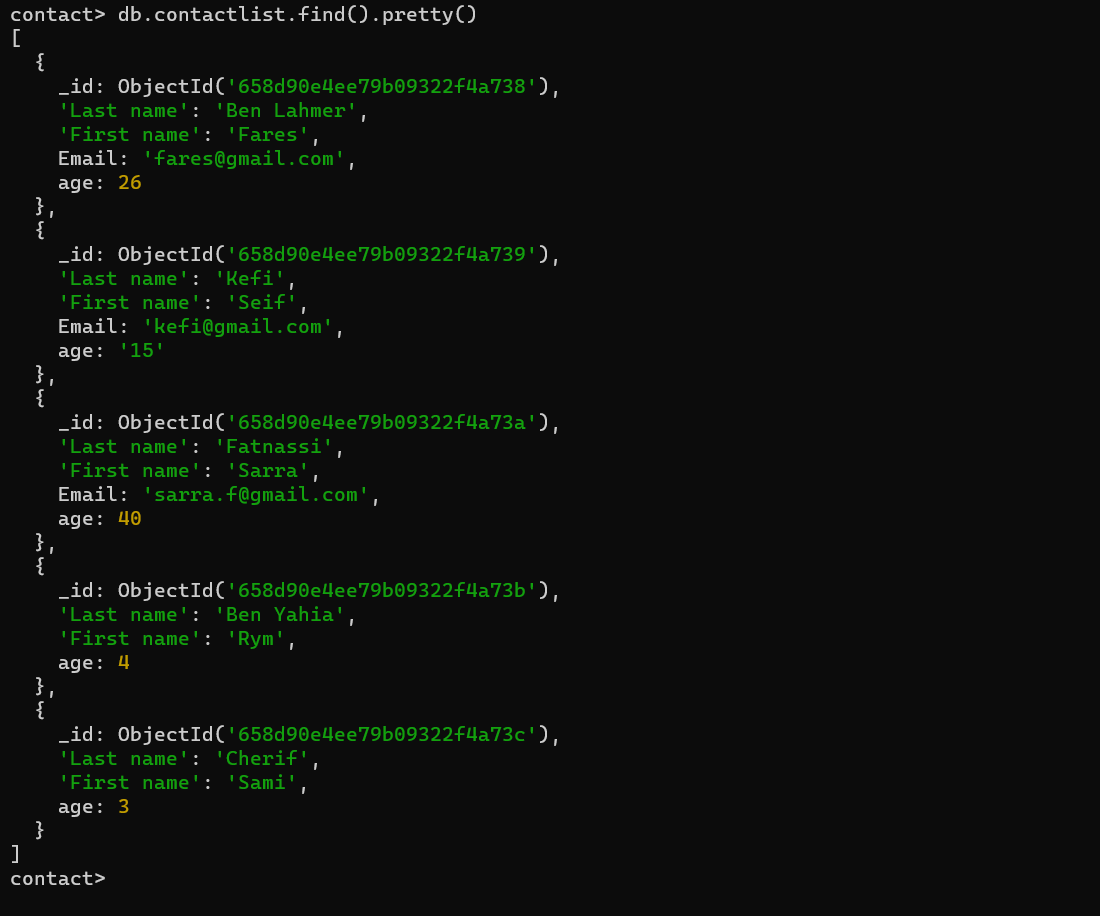 contact> db.contactlist.find().pretty()
[
  {
    _id: ObjectId('658d90e4ee79b09322f4a738'),
    'Last name': 'Ben Lahmer',
    'First name': 'Fares',
    Email: 'fares@gmail.com',
    age: 26
  },
  {
    _id: ObjectId('658d90e4ee79b09322f4a739'),
    'Last name': 'Kefi',
    'First name': 'Seif',
    Email: 'kefi@gmail.com',
    age: '15'
  },
  {
    _id: ObjectId('658d90e4ee79b09322f4a73a'),
    'Last name': 'Fatnassi',
    'First name': 'Sarra',
    Email: 'sarra.f@gmail.com',
    age: 40
  },
  {
    _id: ObjectId('658d90e4ee79b09322f4a73b'),
    'Last name': 'Ben Yahia',
    'First name': 'Rym',
    age: 4
  },
  {
    _id: ObjectId('658d90e4ee79b09322f4a73c'),
    'Last name': 'Cherif',
    'First name': 'Sami',
    age: 3
  }
]
contact>